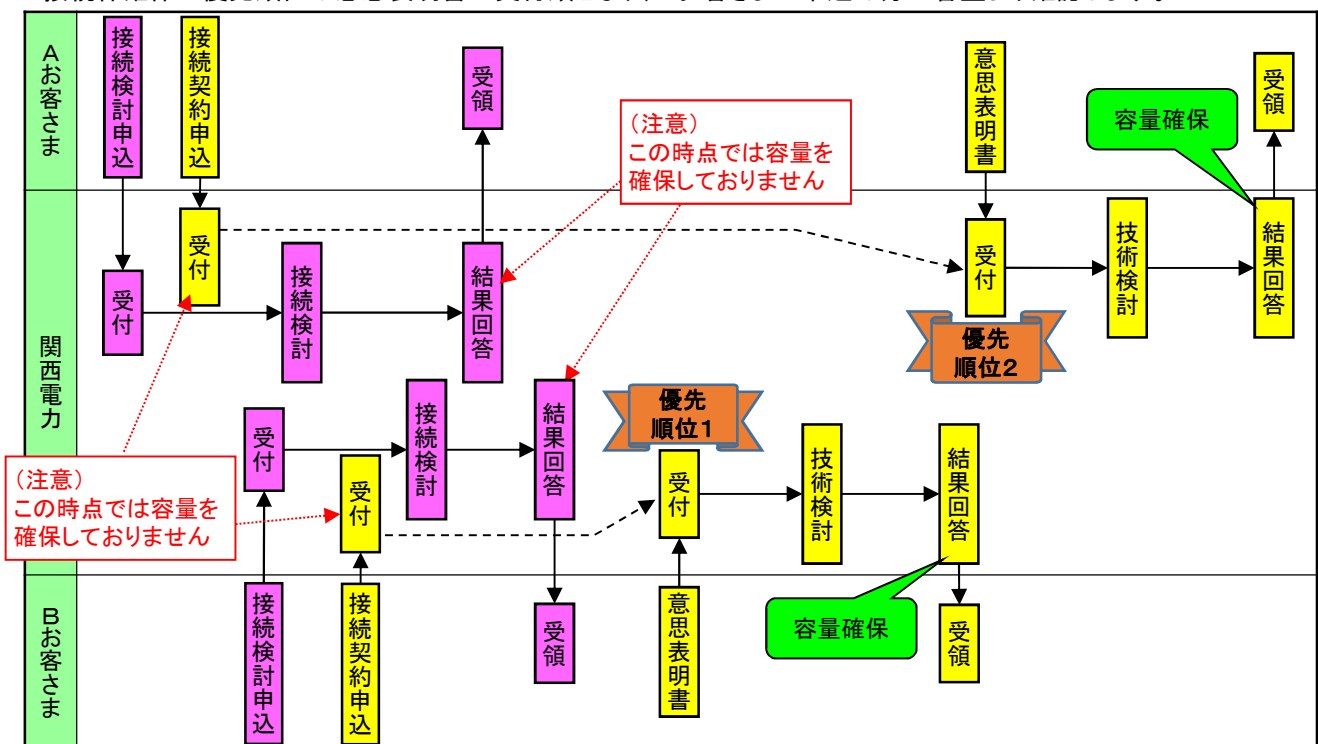 Aお客さま
接続検討申込
接続契約申込
受領
(注意)
この時点では容量を
確保しておりません
意思表明書
容量確保
受領
関西電力
受付
受付
接続検討
結果回答
受付
技術検討
結果回答
優先
順位2
受付
接続検討
結果回答
優先
順位1
(注意)
この時点では容量を
確保しておりません
受付
受付
技術検討
結果回答
Bお客さま
接続検討申込
接続契約申込
受領
意思表明書
容量確保
受領